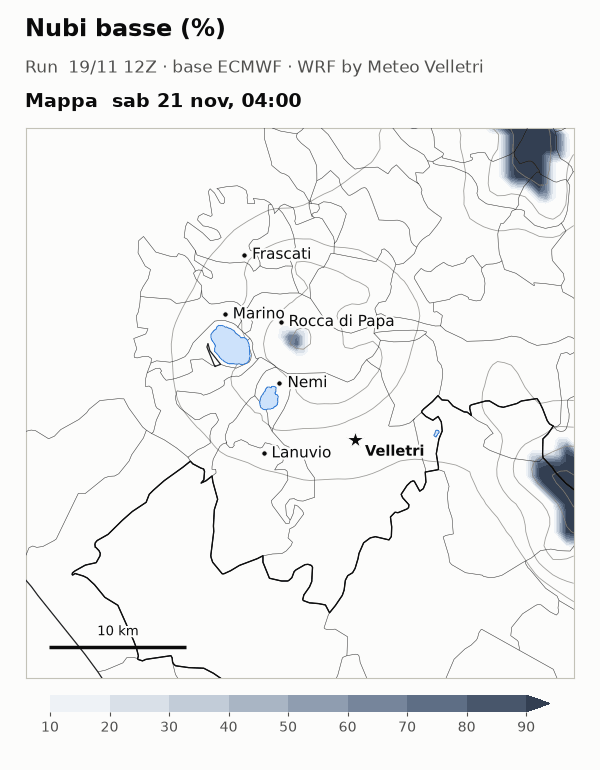 Nubi basse (%)
Run  19/11 12Z · base ECMWF · WRF by Meteo Velletri
Mappa  sab 21 nov, 04:00
Frascati
Marino
Rocca di Papa
Nemi
Velletri
Lanuvio
10 km
10 20 30 40 50 60 70 80 90